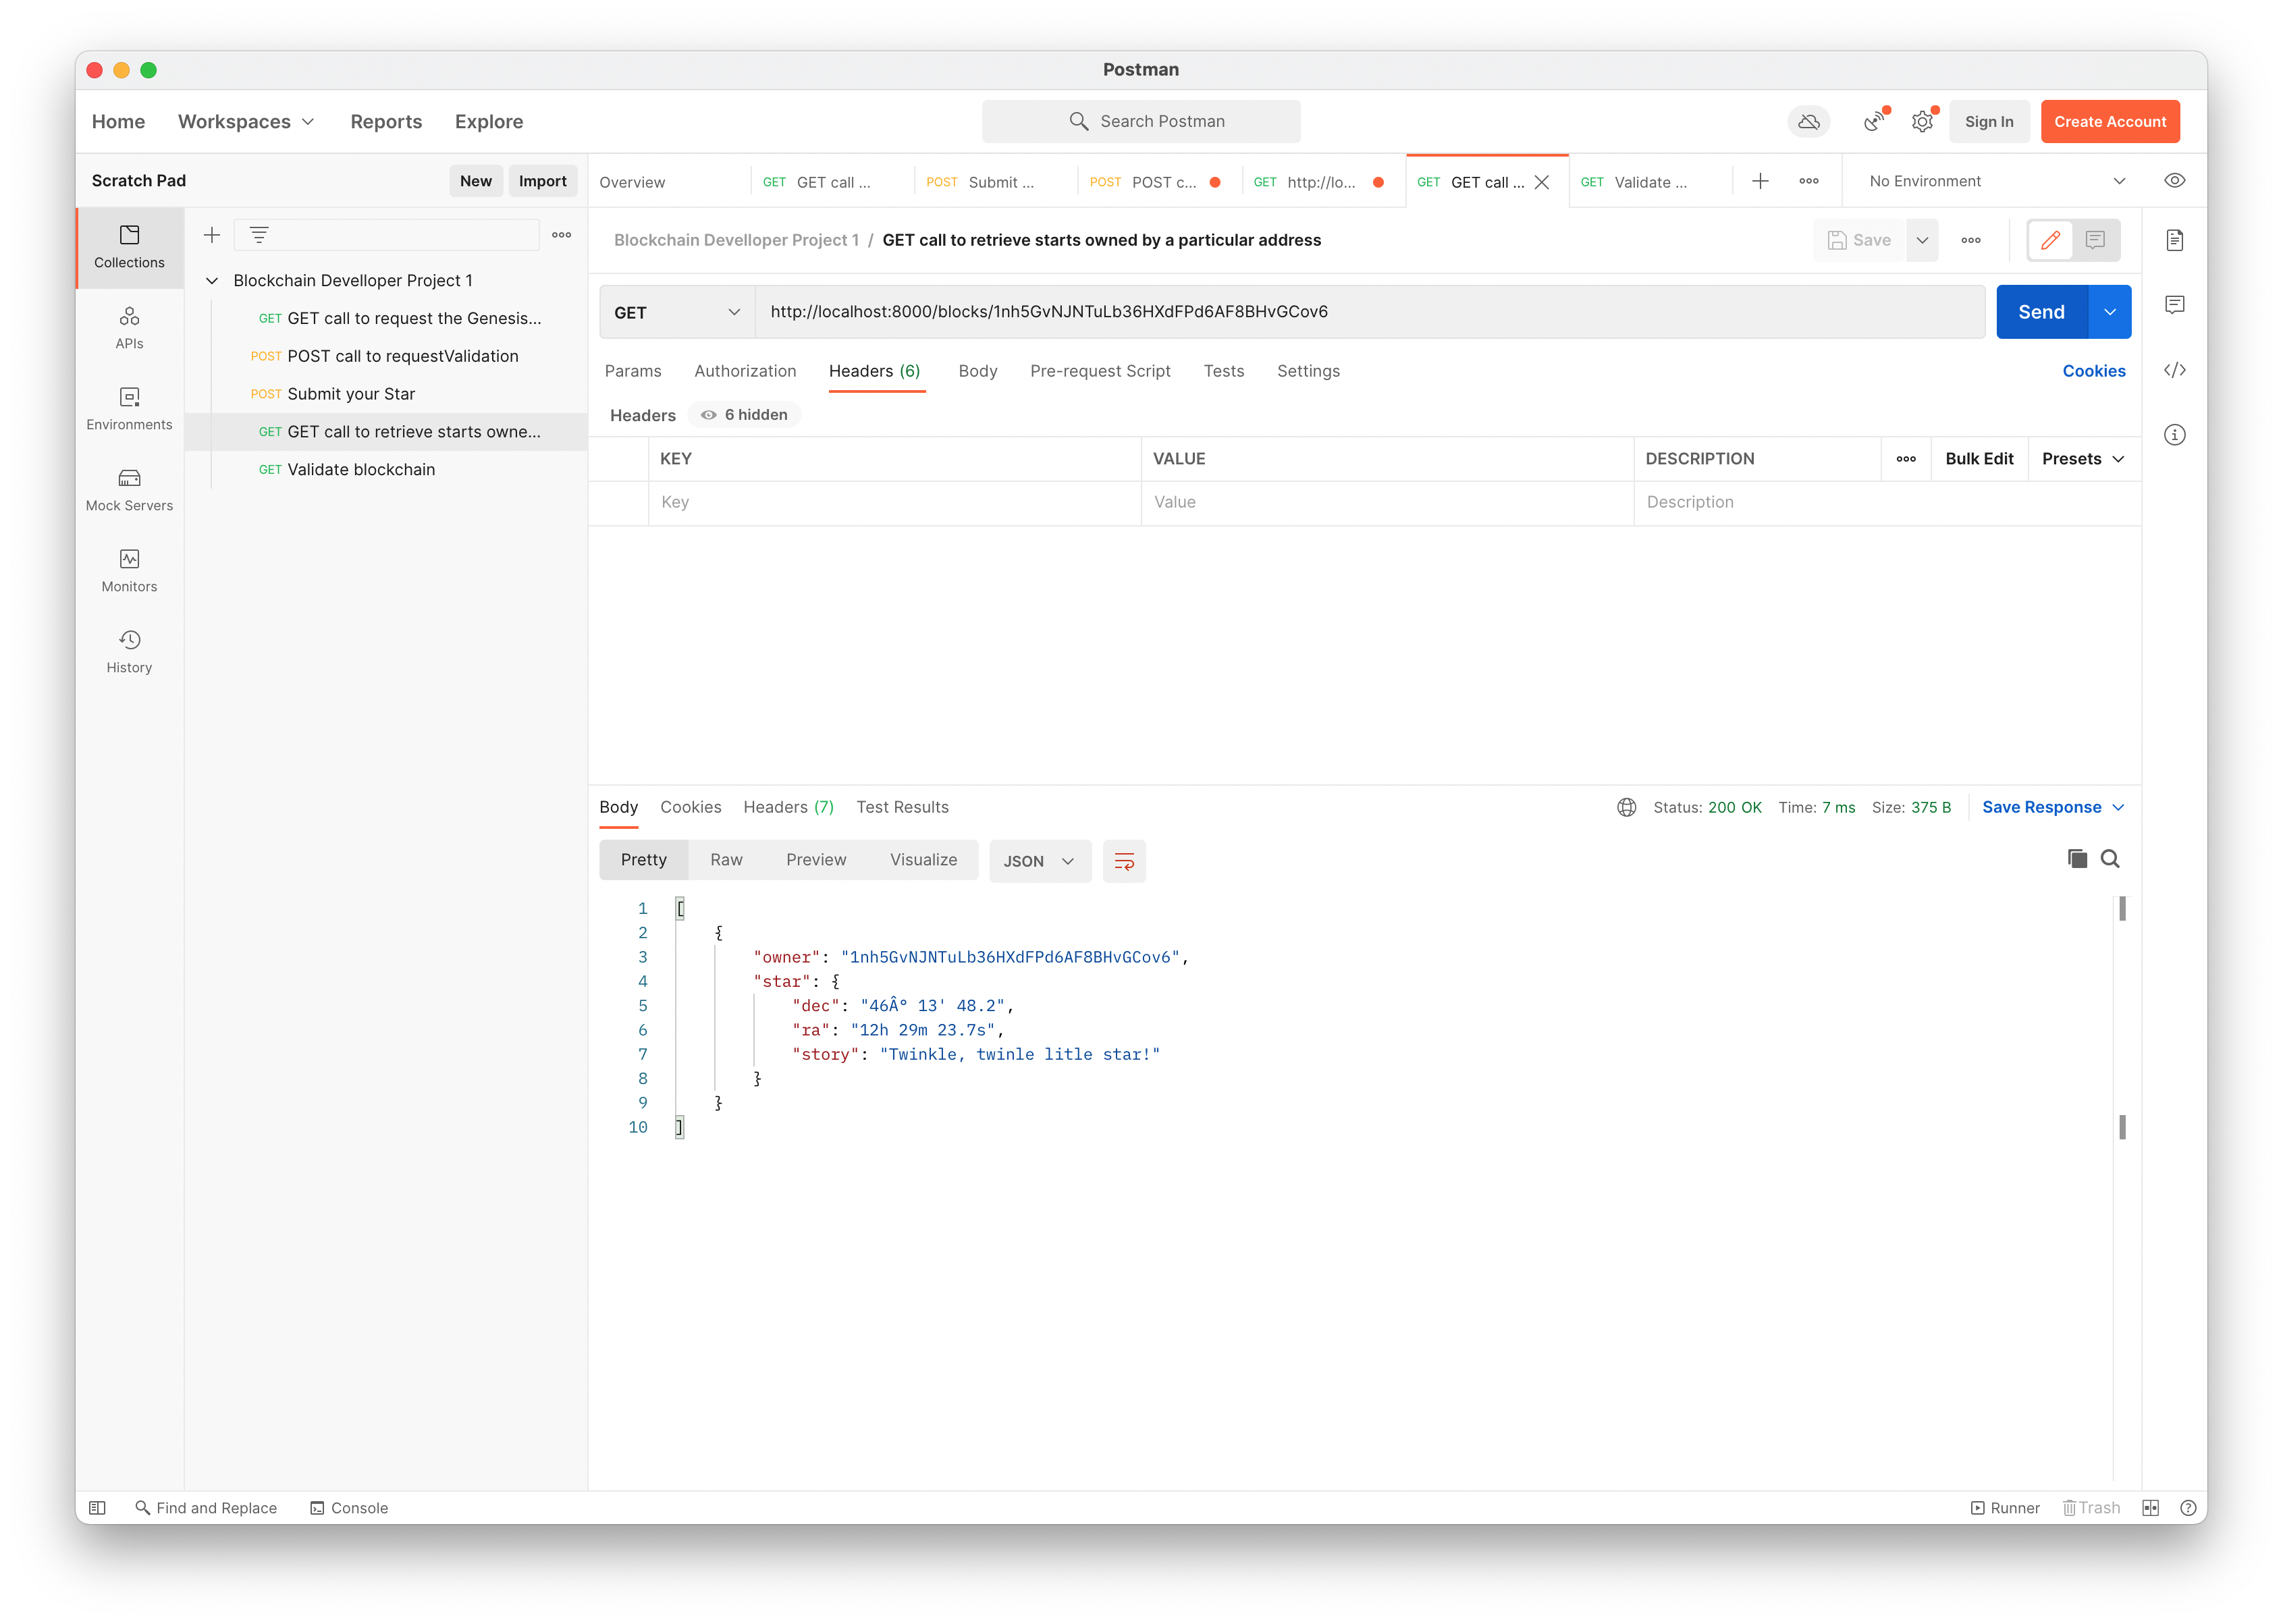 Postman
Home Workspaces Reports Explore Search Postman Sign In Create Account
Scratch Pad New Import
Overview GET GET call ... POST Submit ... POST POST c... GET http://lo... GET GET call ... GET Validate ... No Environment
Collections
APIs
Environments
Mock Servers
Monitors
History
Blockchain Develloper Project 1
GET GET call to request the Genesis...
POST POST call to requestValidation
POST Submit your Star
GET GET call to retrieve starts owne...
GET Validate blockchain
Blockchain Develloper Project 1 / GET call to retrieve starts owned by a particular address Save
GET http://localhost:8000/blocks/1nh5GvNJNTuLb36HXdFPd6AF8BHvGCov6 Send
Params Authorization Headers (6) Body Pre-request Script Tests Settings Cookies
Headers 6 hidden
KEY VALUE DESCRIPTION Bulk Edit Presets
Key Value Description
Body Cookies Headers (7) Test Results Status: 200 OK Time: 7 ms Size: 375 B Save Response
Pretty Raw Preview Visualize JSON
1 [
2 {
3 "owner": "1nh5GvNJNTuLb36HXdFPd6AF8BHvGCov6",
4 "star": {
5 "dec": "46Â° 13' 48.2",
6 "ra": "12h 29m 23.7s",
7 "story": "Twinkle, twinle litle star!"
8 }
9 }
10 ]
Find and Replace Console Runner Trash